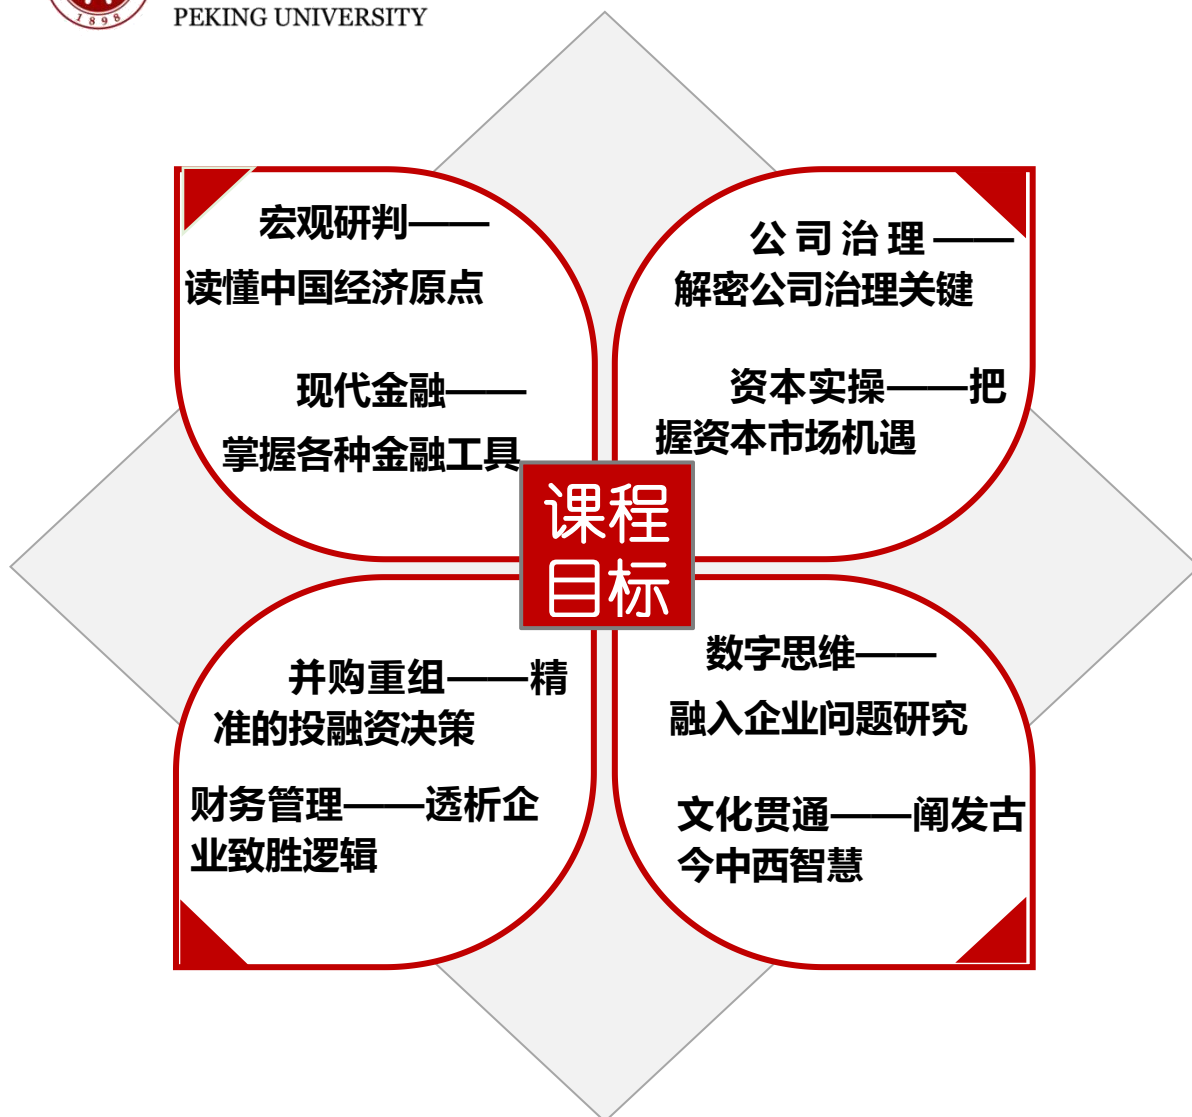 1898
PEKING UNIVERSITY
宏观研判——
读懂中国经济原点
现代金融——
掌握各种金融工具
公司治理——
解密公司治理关键
资本实操——把
握资本市场机遇
课程
目标
并购重组——精
准的投融资决策
财务管理——透析企
业致胜逻辑
数字思维——
融入企业问题研究
文化贯通——阐发古
今中西智慧